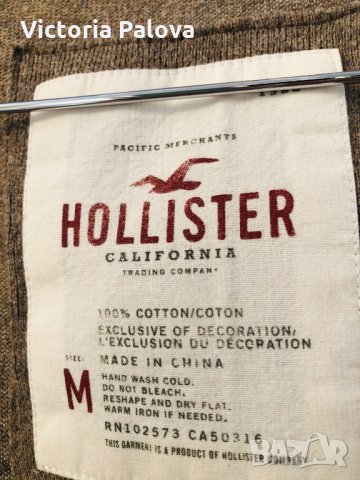 Victoria Palova
PACIFIC MERCHANTS
HOLLISTER
CALIFORNIA
TRADING COMPANY
100% COTTON/COTON
EXCLUSIVE OF DECORATION/
L'EXCLUSION DU DÉCORATION
SIZE: M
MADE IN CHINA
HAND WASH COLD.
DO NOT BLEACH.
RESHAPE AND DRY FLAT.
WARM IRON IF NEEDED.
RN102573 CA50316
THIS GARMENT IS A PRODUCT OF HOLLISTER COMPANY
BAZAR